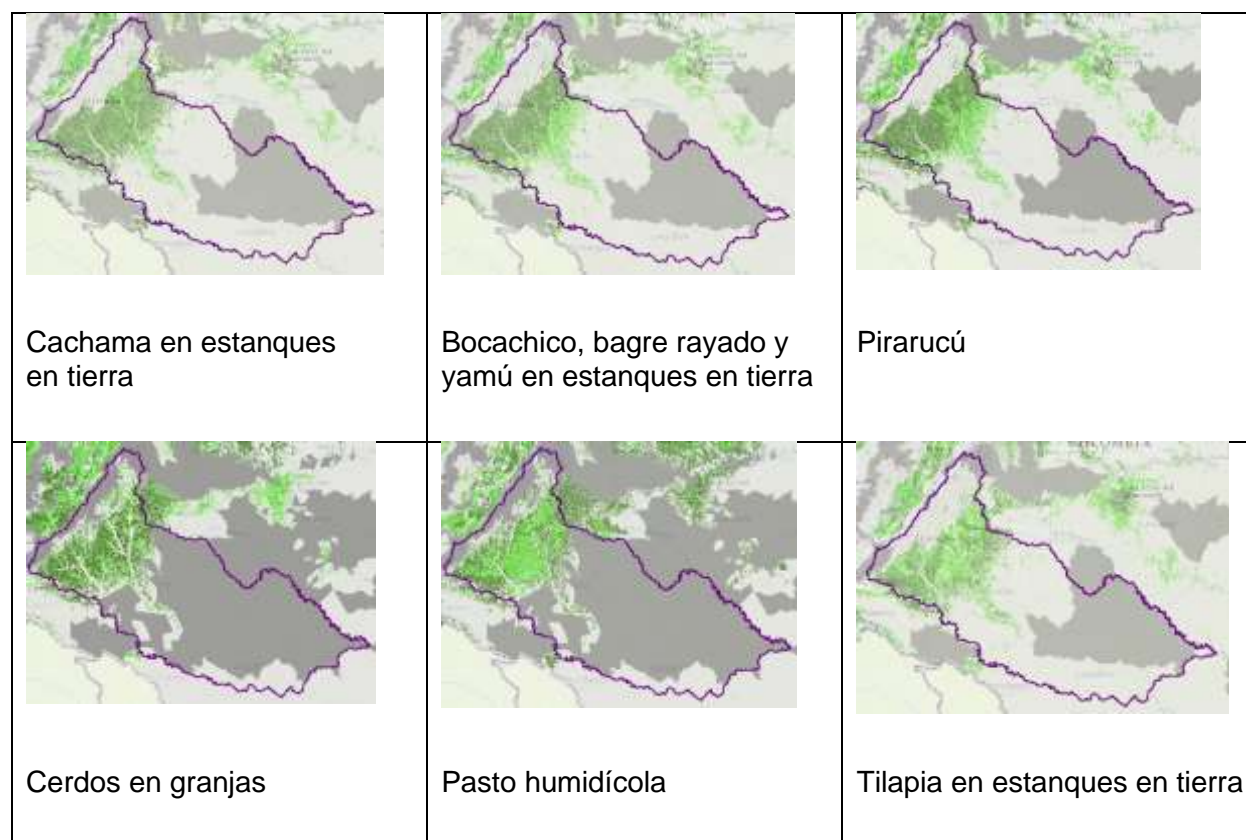 Cachama en estanques
en tierra
Bocachico, bagre rayado y
yamú en estanques en tierra
Pirarucú
Cerdos en granjas
Pasto humidícola
Tilapia en estanques en tierra